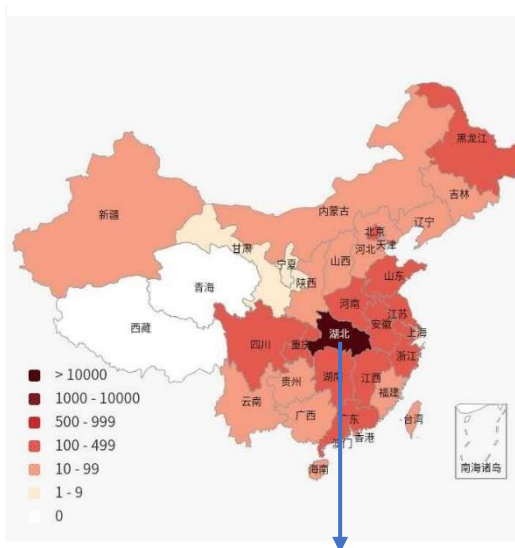 黑龙江
吉林
新疆
内蒙古
辽宁
北京
天津
河北
甘肃
宁夏
山西
陕西
山东
青海
河南
江苏
西藏
安徽
上海
湖北
四川
重庆
浙江
湖南
江西
贵州
福建
云南
台湾
广西
广东
香港
澳门
海南
南海诸岛
> 10000
1000 - 10000
500 - 999
100 - 499
10 - 99
1 - 9
0